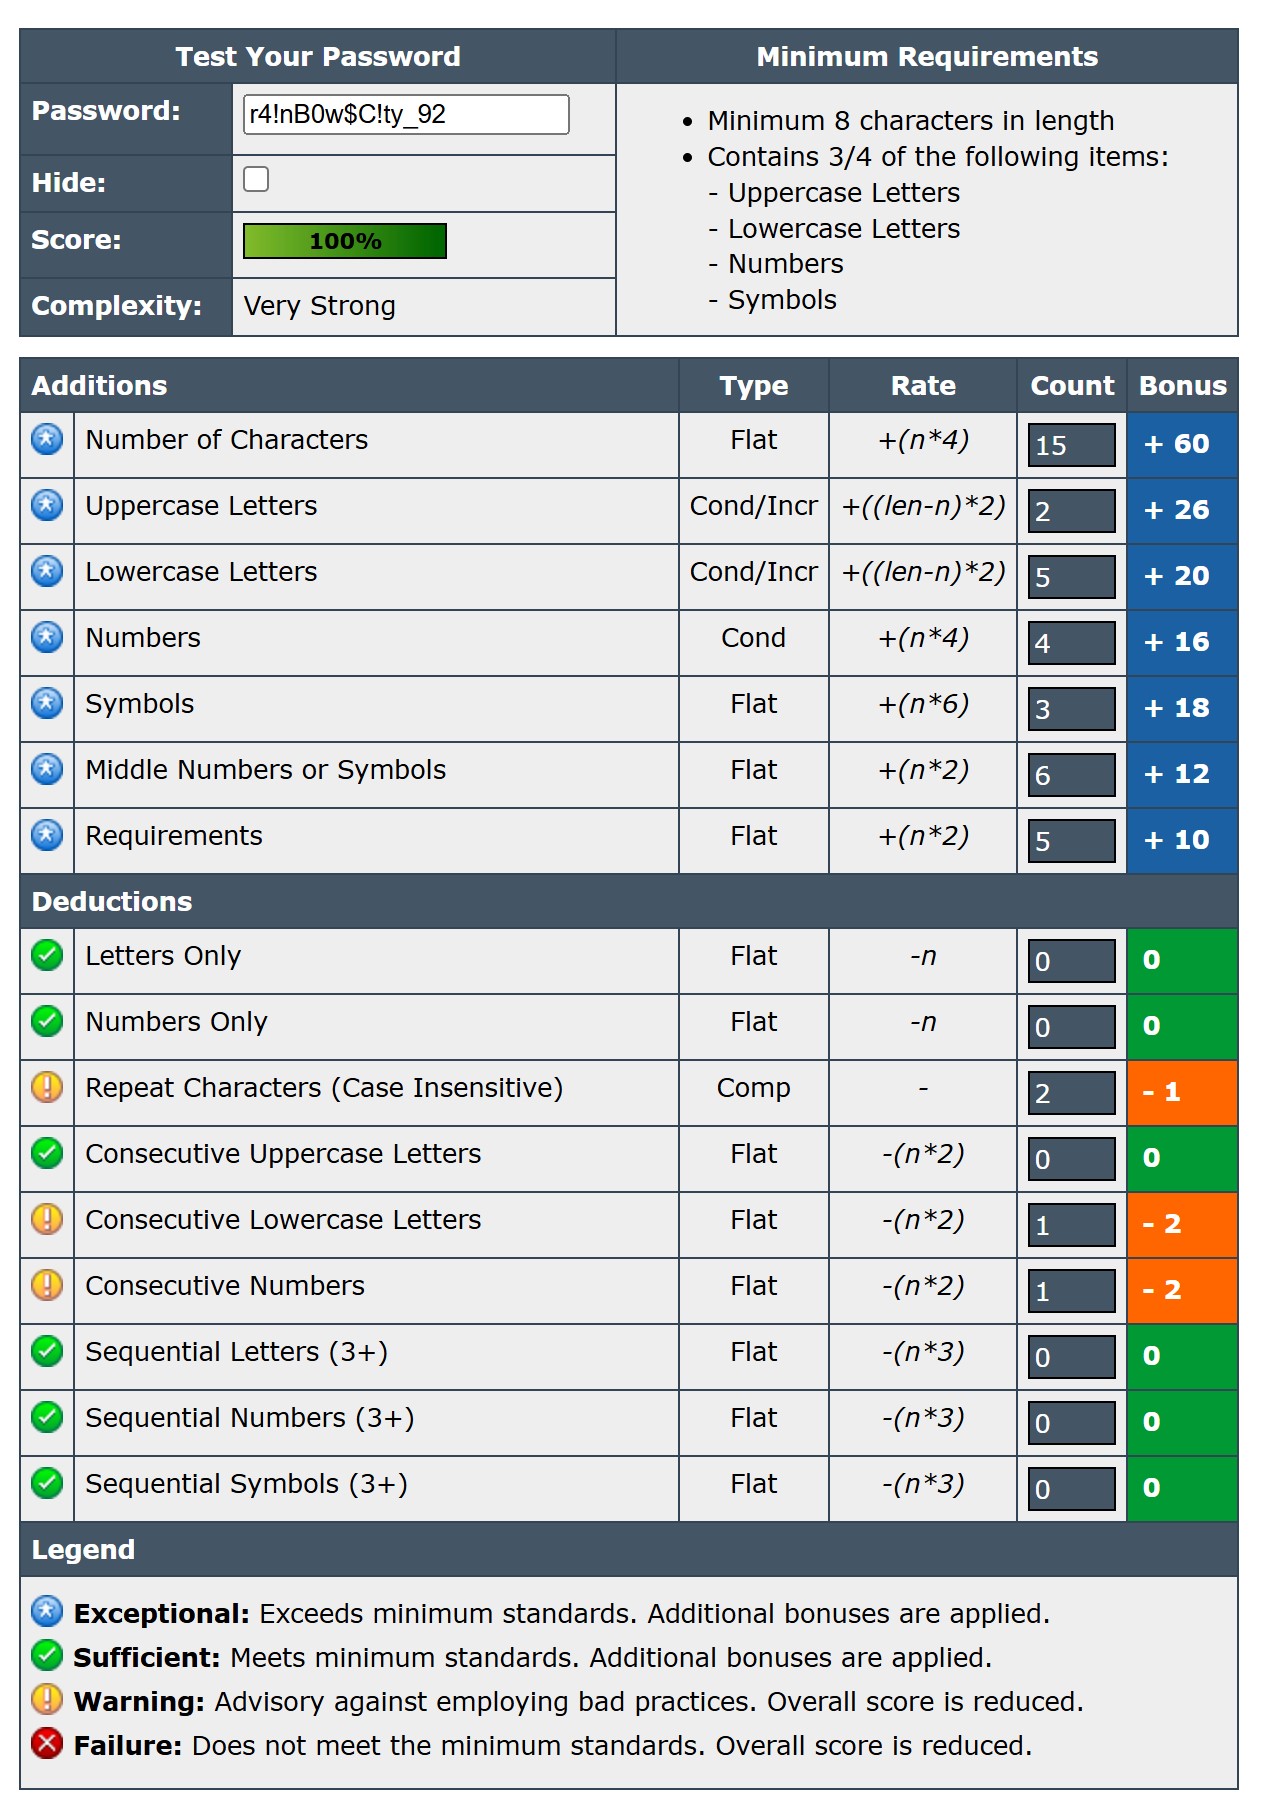 Test Your Password Minimum Requirements
Password: r4!nB0w$C!ty_92
Hide:
Score: 100%
Complexity: Very Strong
• Minimum 8 characters in length
• Contains 3/4 of the following items:
- Uppercase Letters
- Lowercase Letters
- Numbers
- Symbols
Additions Type Rate Count Bonus
Number of Characters Flat +(n*4) 15 + 60
Uppercase Letters Cond/Incr +((len-n)*2) 2 + 26
Lowercase Letters Cond/Incr +((len-n)*2) 5 + 20
Numbers Cond +(n*4) 4 + 16
Symbols Flat +(n*6) 3 + 18
Middle Numbers or Symbols Flat +(n*2) 6 + 12
Requirements Flat +(n*2) 5 + 10
Deductions
Letters Only Flat -n 0 0
Numbers Only Flat -n 0 0
Repeat Characters (Case Insensitive) Comp - 2 - 1
Consecutive Uppercase Letters Flat -(n*2) 0 0
Consecutive Lowercase Letters Flat -(n*2) 1 - 2
Consecutive Numbers Flat -(n*2) 1 - 2
Sequential Letters (3+) Flat -(n*3) 0 0
Sequential Numbers (3+) Flat -(n*3) 0 0
Sequential Symbols (3+) Flat -(n*3) 0 0
Legend
Exceptional: Exceeds minimum standards. Additional bonuses are applied.
Sufficient: Meets minimum standards. Additional bonuses are applied.
Warning: Advisory against employing bad practices. Overall score is reduced.
Failure: Does not meet the minimum standards. Overall score is reduced.